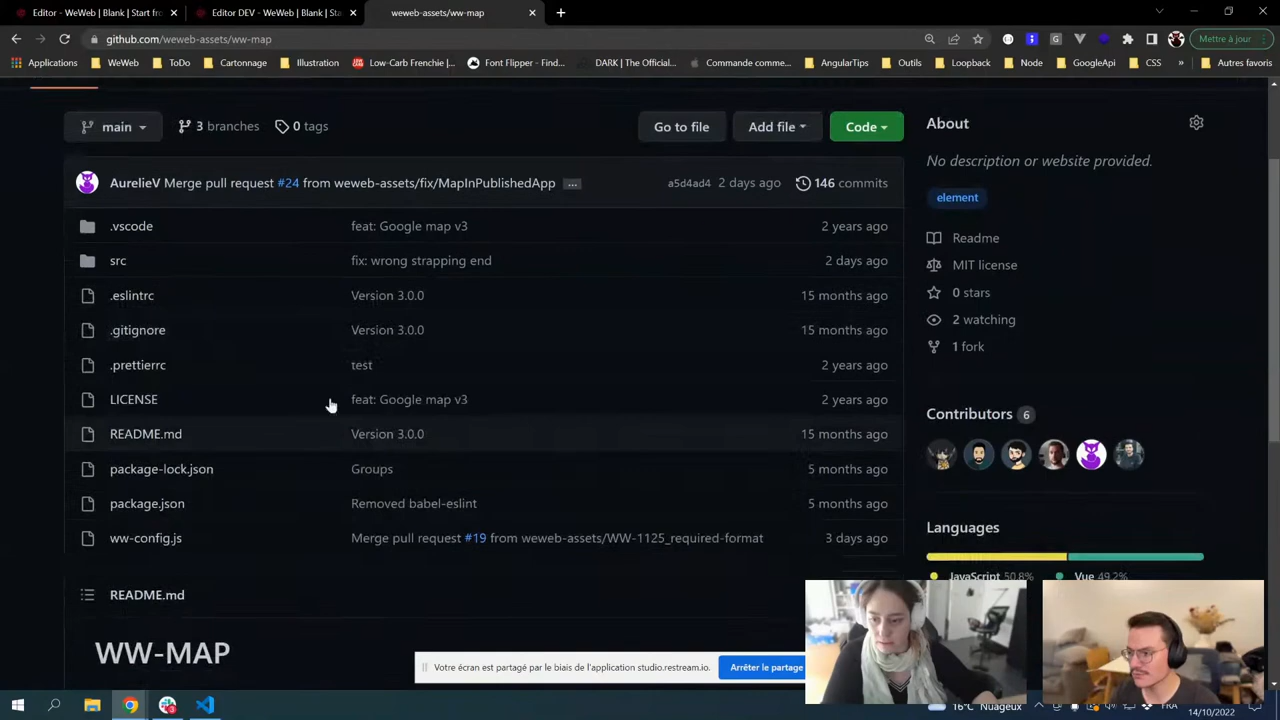 Editor - WeWeb | Blank | Start fro
Editor DEV - WeWeb | Blank | Sta
weweb-assets/ww-map
github.com/weweb-assets/ww-map
Mettre à jour
Applications
WeWeb
ToDo
Cartonnage
Illustration
Low-Carb Frenchie |...
Font Flipper - Find...
DARK | The Official...
Commande comme...
AngularTips
Outils
Loopback
Node
GoogleApi
CSS
»
Autres favoris
main
3 branches
0 tags
Go to file
Add file
Code
AurelieV Merge pull request #24 from weweb-assets/fix/MapInPublishedApp ...
a5d4ad4 2 days ago
146 commits
.vscode feat: Google map v3 2 years ago
src fix: wrong strapping end 2 days ago
.eslintrc Version 3.0.0 15 months ago
.gitignore Version 3.0.0 15 months ago
.prettierrc test 2 years ago
LICENSE feat: Google map v3 2 years ago
README.md Version 3.0.0 15 months ago
package-lock.json Groups 5 months ago
package.json Removed babel-eslint 5 months ago
ww-config.js Merge pull request #19 from weweb-assets/WW-1125_required-format 3 days ago
README.md
WW-MAP
About
No description or website provided.
element
Readme
MIT license
0 stars
2 watching
1 fork
Contributors 6
Languages
JavaScript 50.8%
Vue 49.2%
Votre écran est partagé par le biais de l'application studio.restream.io.
Arrêter le partage
16°C Nuageux
FRA
14/10/2022